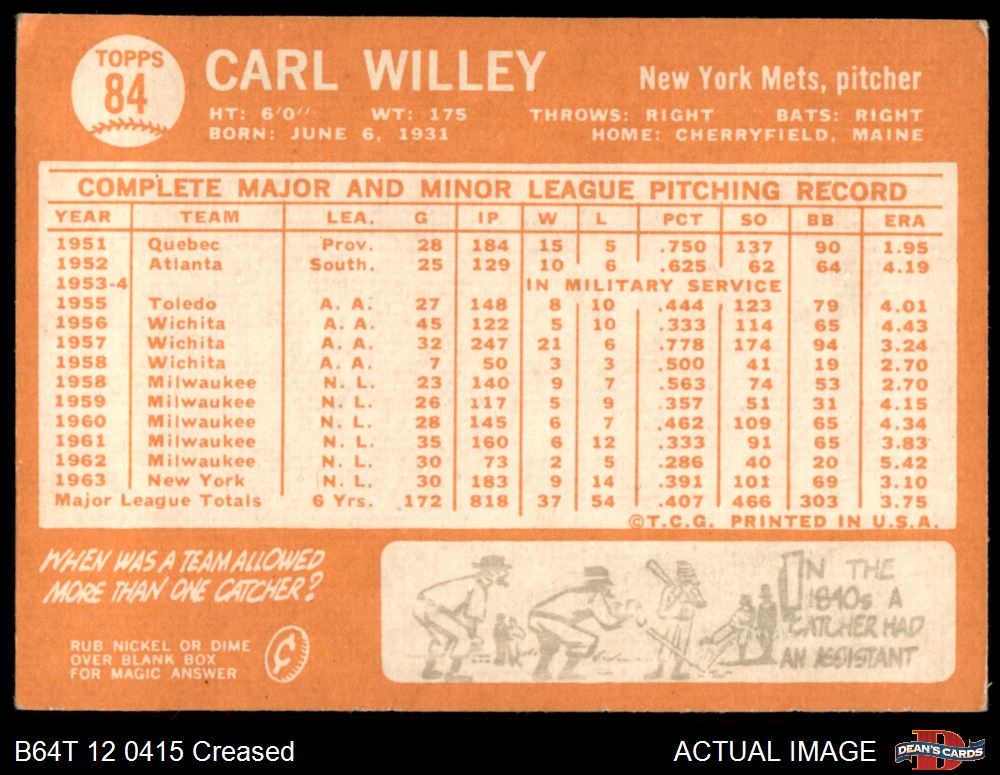 TOPPS
84
CARL WILLEY
New York Mets, pitcher
HT: 6'0" WT: 175 THROWS: RIGHT BATS: RIGHT
BORN: JUNE 6, 1931 HOME: CHERRYFIELD, MAINE
COMPLETE MAJOR AND MINOR LEAGUE PITCHING RECORD
YEAR TEAM LEA. G IP W L PCT SO BB ERA
1951 Quebec Prov. 28 184 15 5 .750 137 90 1.95
1952 Atlanta South. 25 129 10 6 .625 62 64 4.19
1953-4 IN MILITARY SERVICE
1955 Toledo A. A. 27 148 8 10 .444 123 79 4.01
1956 Wichita A. A. 45 122 5 10 .333 114 65 4.43
1957 Wichita A. A. 32 247 21 6 .778 174 94 3.24
1958 Wichita A. A. 7 50 3 3 .500 41 19 2.70
1958 Milwaukee N. L. 23 140 9 7 .563 74 53 2.70
1959 Milwaukee N. L. 26 117 5 9 .357 51 31 4.15
1960 Milwaukee N. L. 28 145 6 7 .462 109 65 4.34
1961 Milwaukee N. L. 35 160 6 12 .333 91 65 3.83
1962 Milwaukee N. L. 30 73 2 5 .286 40 20 5.42
1963 New York N. L. 30 183 9 14 .391 101 69 3.10
Major League Totals 6 Yrs. 172 818 37 54 .407 466 303 3.75
©T.C.G. PRINTED IN U.S.A.
WHEN WAS A TEAM ALLOWED
MORE THAN ONE CATCHER?
RUB NICKEL OR DIME
OVER BLANK BOX
FOR MAGIC ANSWER
¢
IN THE
1840s A
CATCHER HAD
AN ASSISTANT
B64T 12 0415 Creased
ACTUAL IMAGE
DEAN'S CARDS